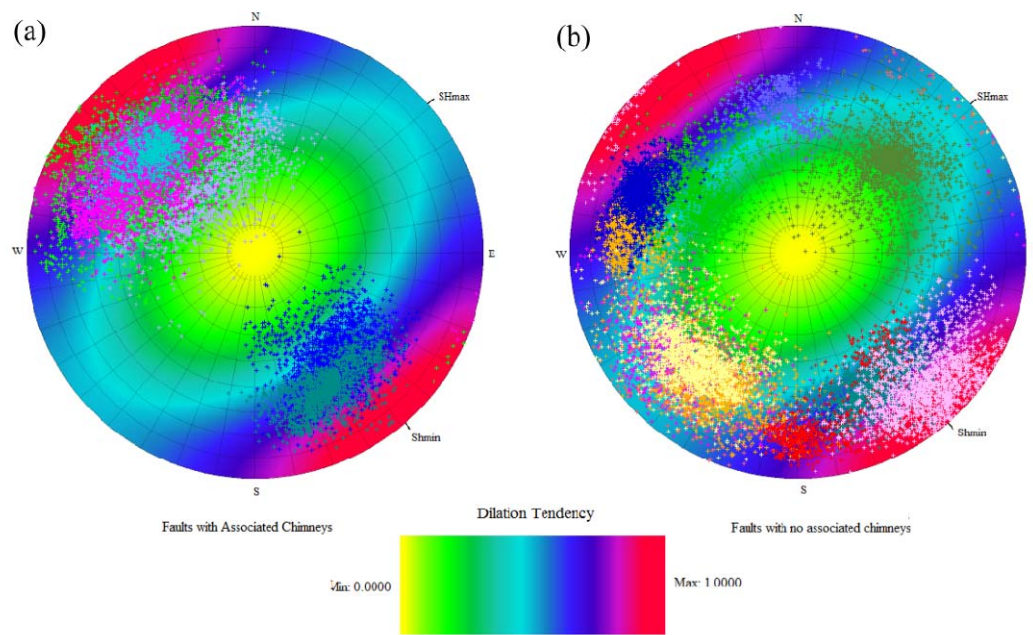 (a)
N
SHmax
W
E
Shmin
S
(b)
N
SHmax
W
E
Shmin
S
Faults with Associated Chimneys
Dilation Tendency
Faults with no associated chimneys
Min: 0.0000
Max: 1.0000